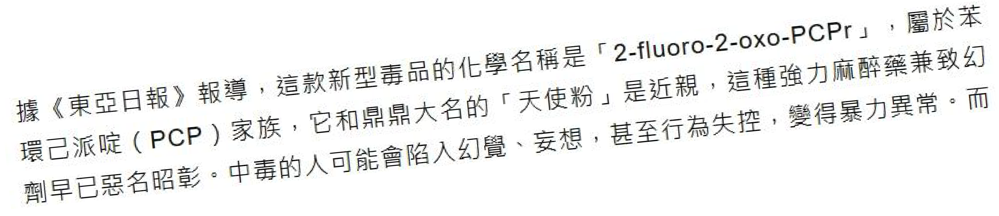 據《東亞日報》報導，這款新型毒品的化學名稱是「2-fluoro-2-oxo-PCPr」，屬於苯
環己派啶（PCP）家族，它和鼎鼎大名的「天使粉」是近親，這種強力麻醉藥兼致幻
劑早已惡名昭彰。中毒的人可能會陷入幻覺、妄想，甚至行為失控，變得暴力異常。而